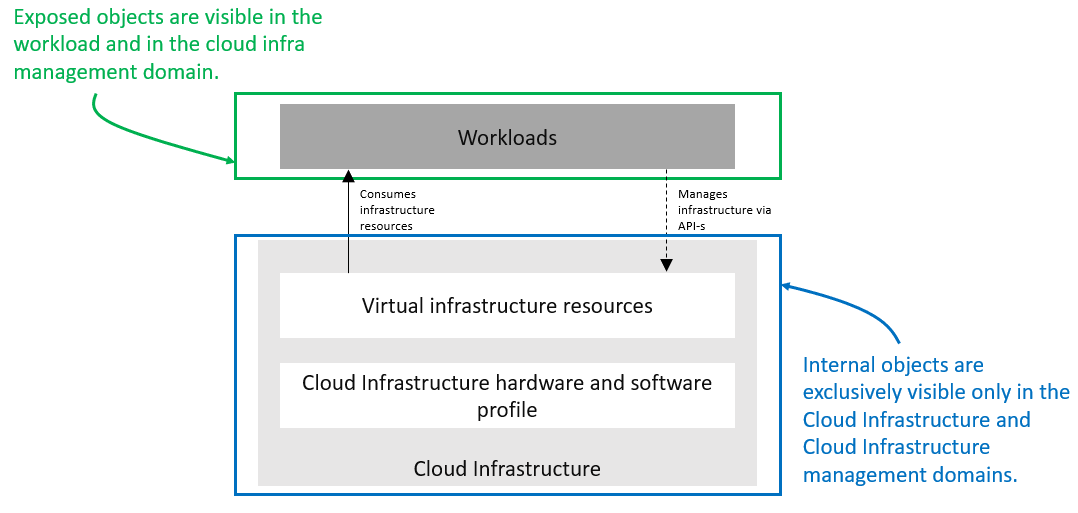 Exposed objects are visible in the
workload and in the cloud infra
management domain.
Workloads
Consumes
infrastructure
resources
Manages
infrastructure via
API-s
Virtual infrastructure resources
Cloud Infrastructure hardware and software
profile
Cloud Infrastructure
Internal objects are
exclusively visible only in the
Cloud Infrastructure and
Cloud Infrastructure
management domains.